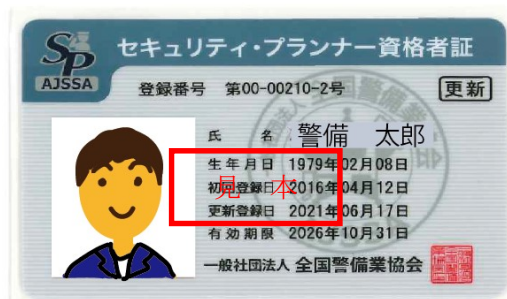 SP
AJSSA
セキュリティ・プランナー資格者証
登録番号 第00-00210-2号
更新
氏 名 警備 太郎
生年月日 1979年02月08日
初回登録日 2016年04月12日
見 本
更新登録日 2021年06月17日
有効期限 2026年10月31日
一般社団法人 全国警備業協会